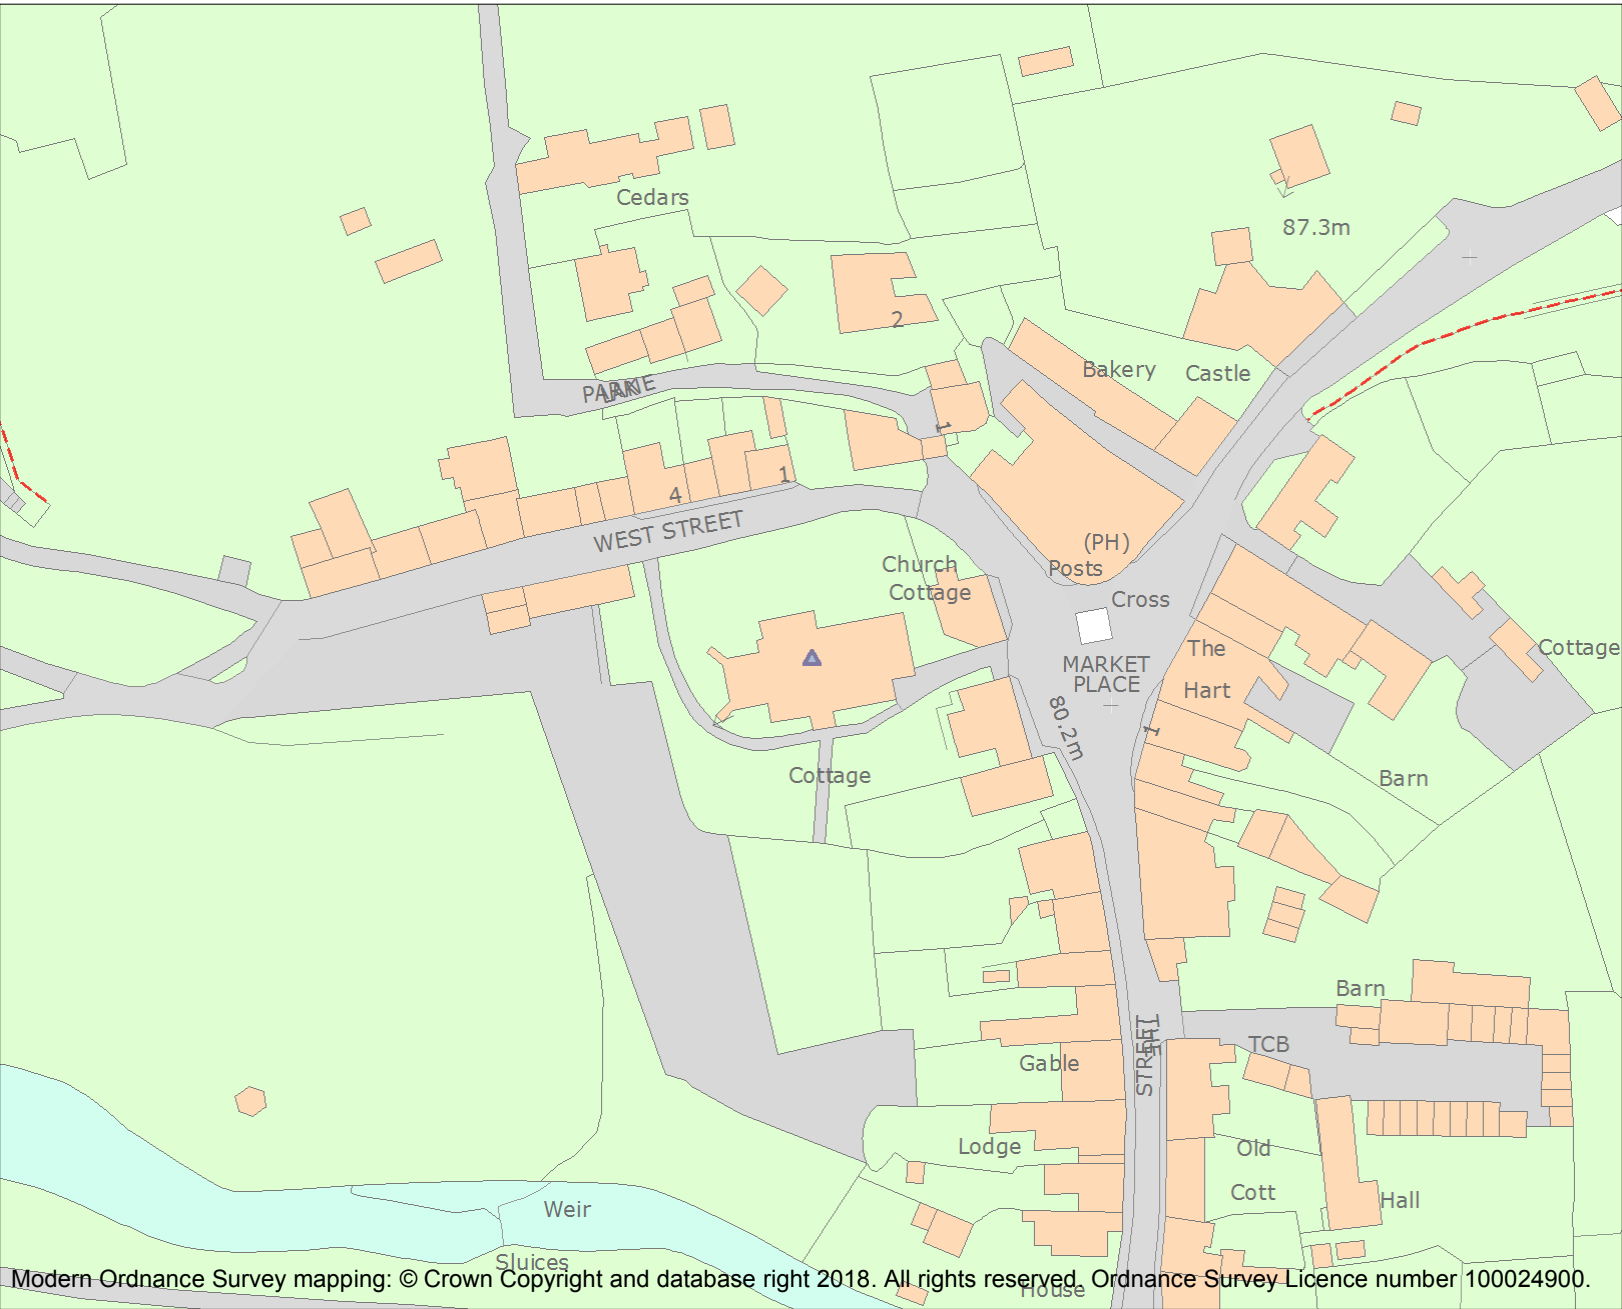 Cedars
87.3m
2
Bakery
Castle
PARK
LANE
1
1
4
WEST STREET
(PH)
Posts
Church
Cottage
Cross
The
Hart
MARKET
PLACE
Cottage
80.2m
1
Cottage
Barn
Barn
THE
STREET
TCB
Gable
Lodge
Old
Cott
Hall
Weir
Sluices
House
Modern Ordnance Survey mapping: © Crown Copyright and database right 2018. All rights reserved. Ordnance Survey Licence number 100024900.